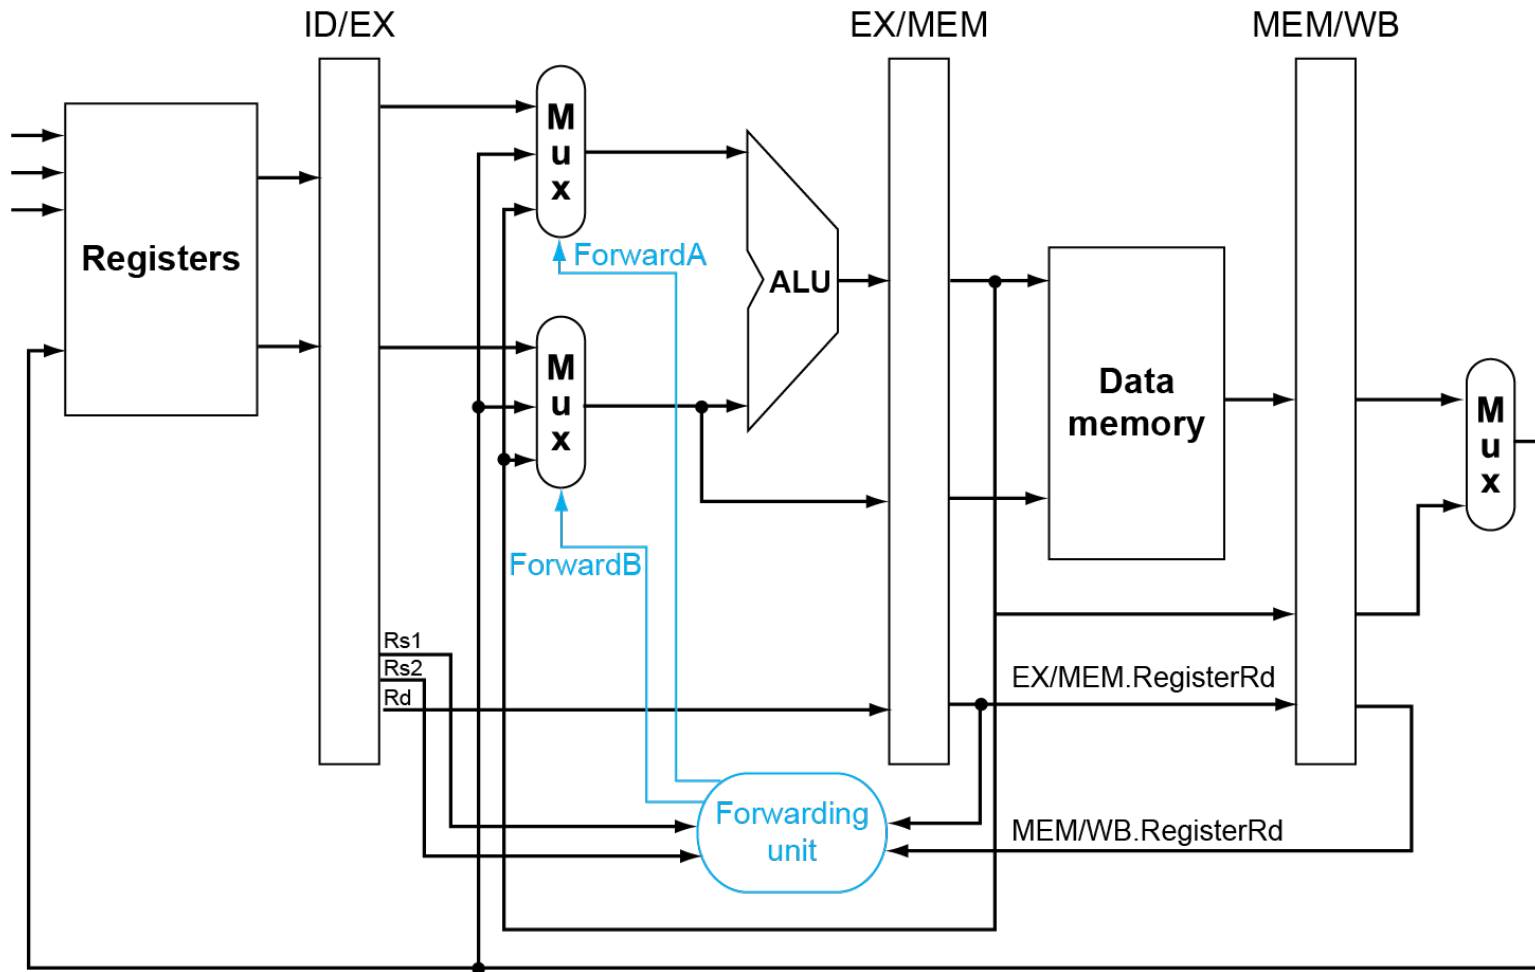 ID/EX
EX/MEM
MEM/WB
Registers
M
u
x
ForwardA
M
u
x
ForwardB
ALU
Data
memory
M
u
x
Rs1
Rs2
Rd
EX/MEM.RegisterRd
Forwarding
unit
MEM/WB.RegisterRd